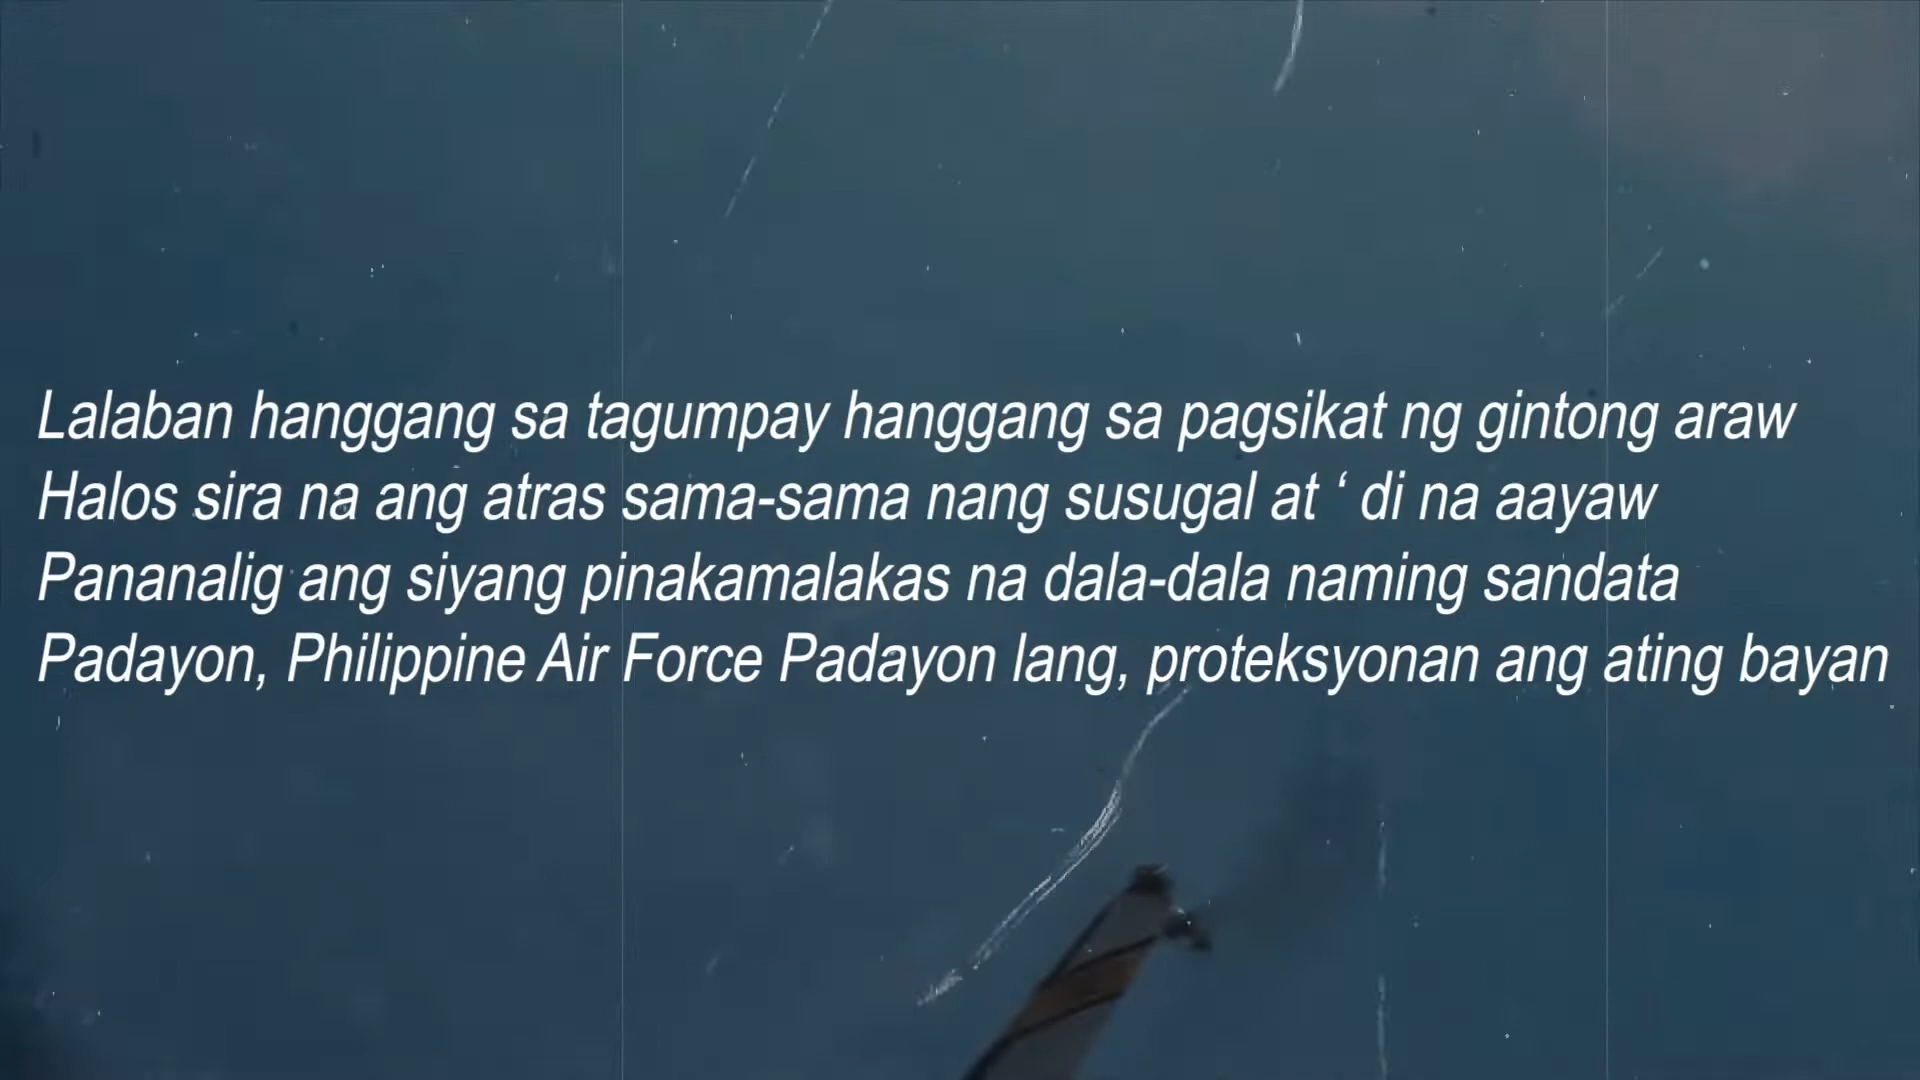 Lalaban hanggang sa tagumpay hanggang sa pagsikat ng gintong araw
Halos sira na ang atras sama-sama nang susugal at ‘ di na aayaw
Pananalig ang siyang pinakamalakas na dala-dala naming sandata
Padayon, Philippine Air Force Padayon lang, proteksyonan ang ating bayan